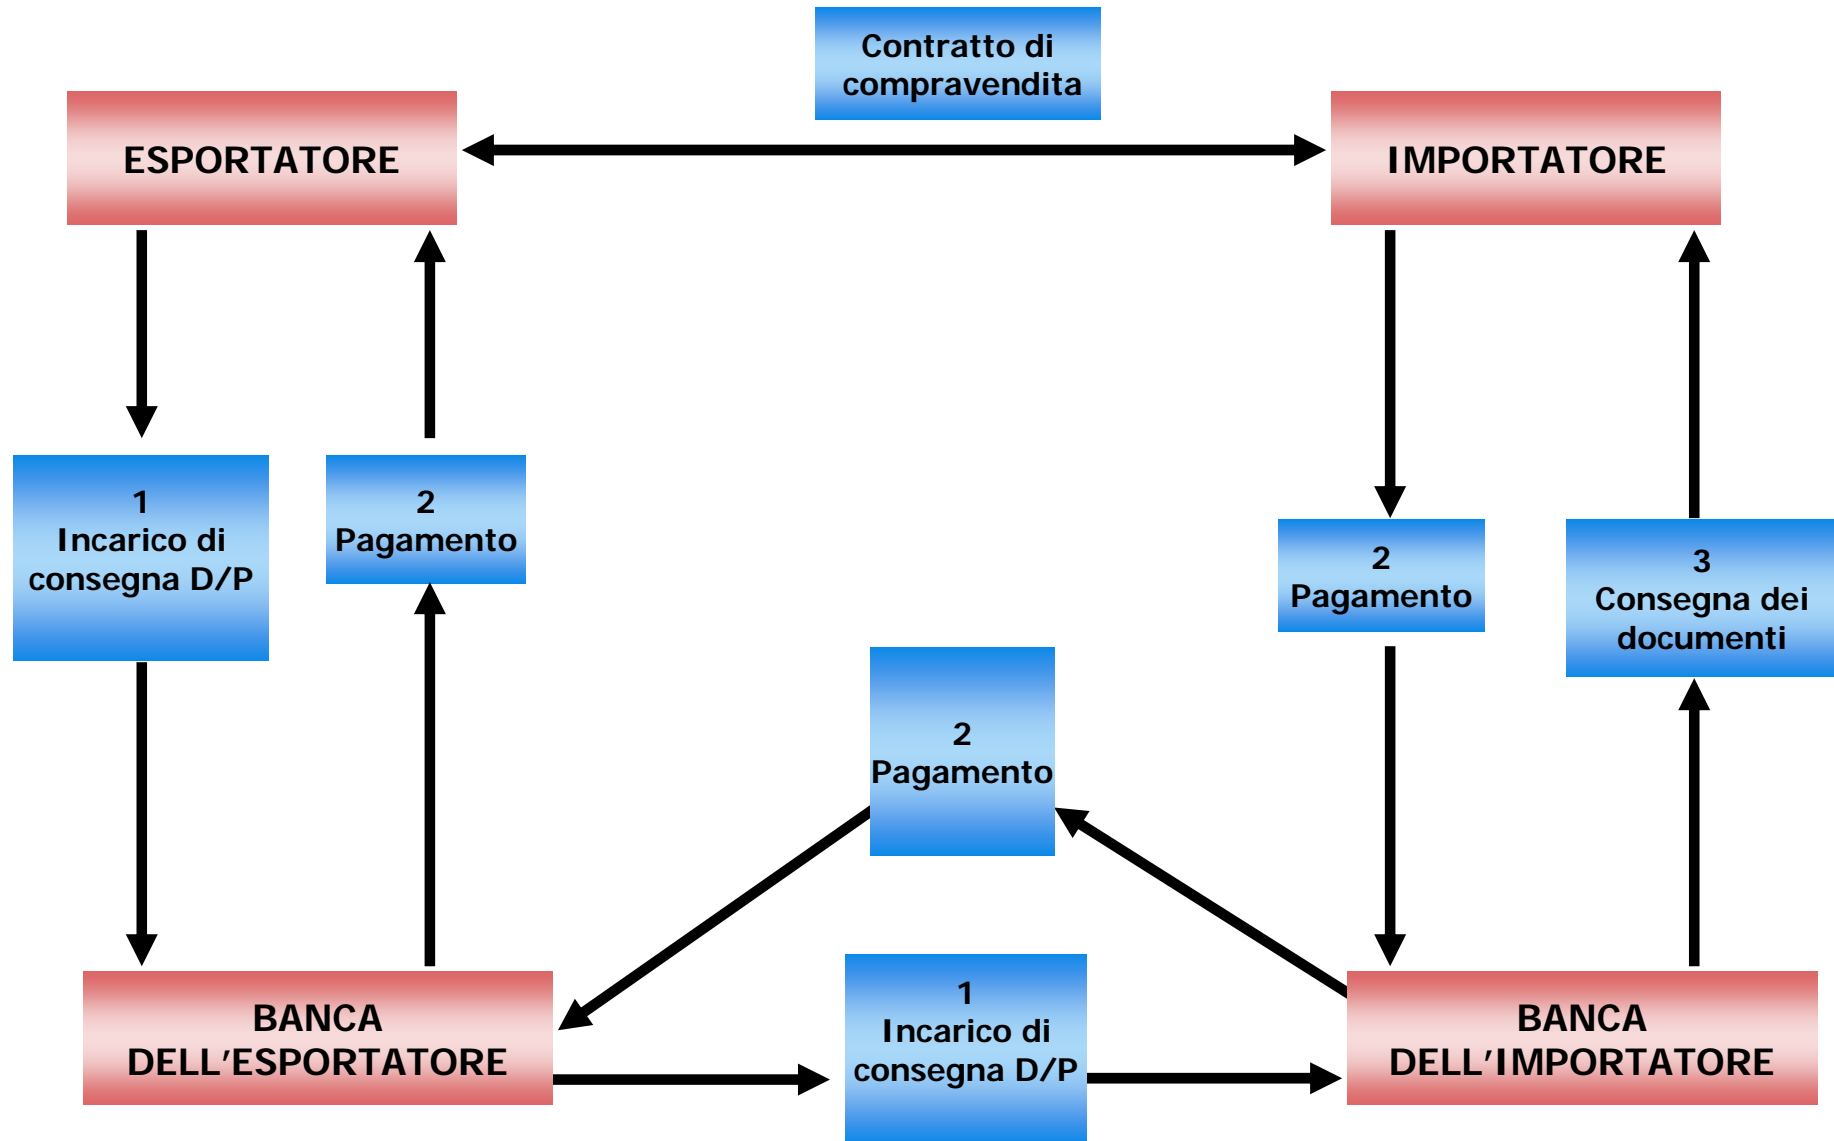 Contratto di
compravendita
ESPORTATORE
IMPORTATORE
1
Incarico di
consegna D/P
2
Pagamento
2
Pagamento
3
Consegna dei
documenti
2
Pagamento
BANCA
DELL’ESPORTATORE
1
Incarico di
consegna D/P
BANCA
DELL’IMPORTATORE